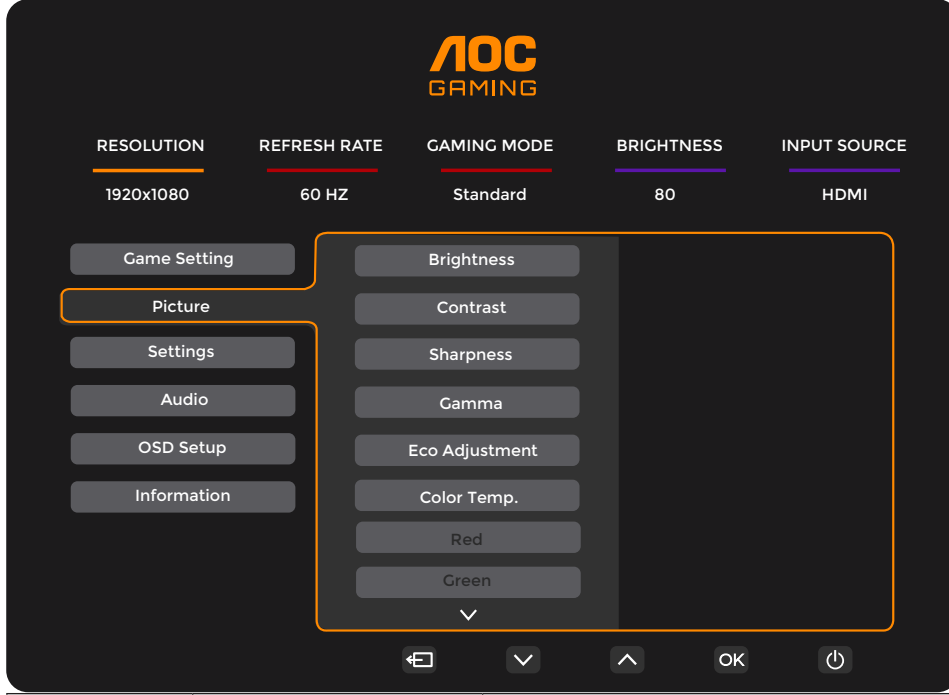 AOC
GAMING
RESOLUTION REFRESH RATE GAMING MODE BRIGHTNESS INPUT SOURCE
1920x1080 60 HZ Standard 80 HDMI
Game Setting
Picture
Settings
Audio
OSD Setup
Information
Brightness
Contrast
Sharpness
Gamma
Eco Adjustment
Color Temp.
Red
Green
OK